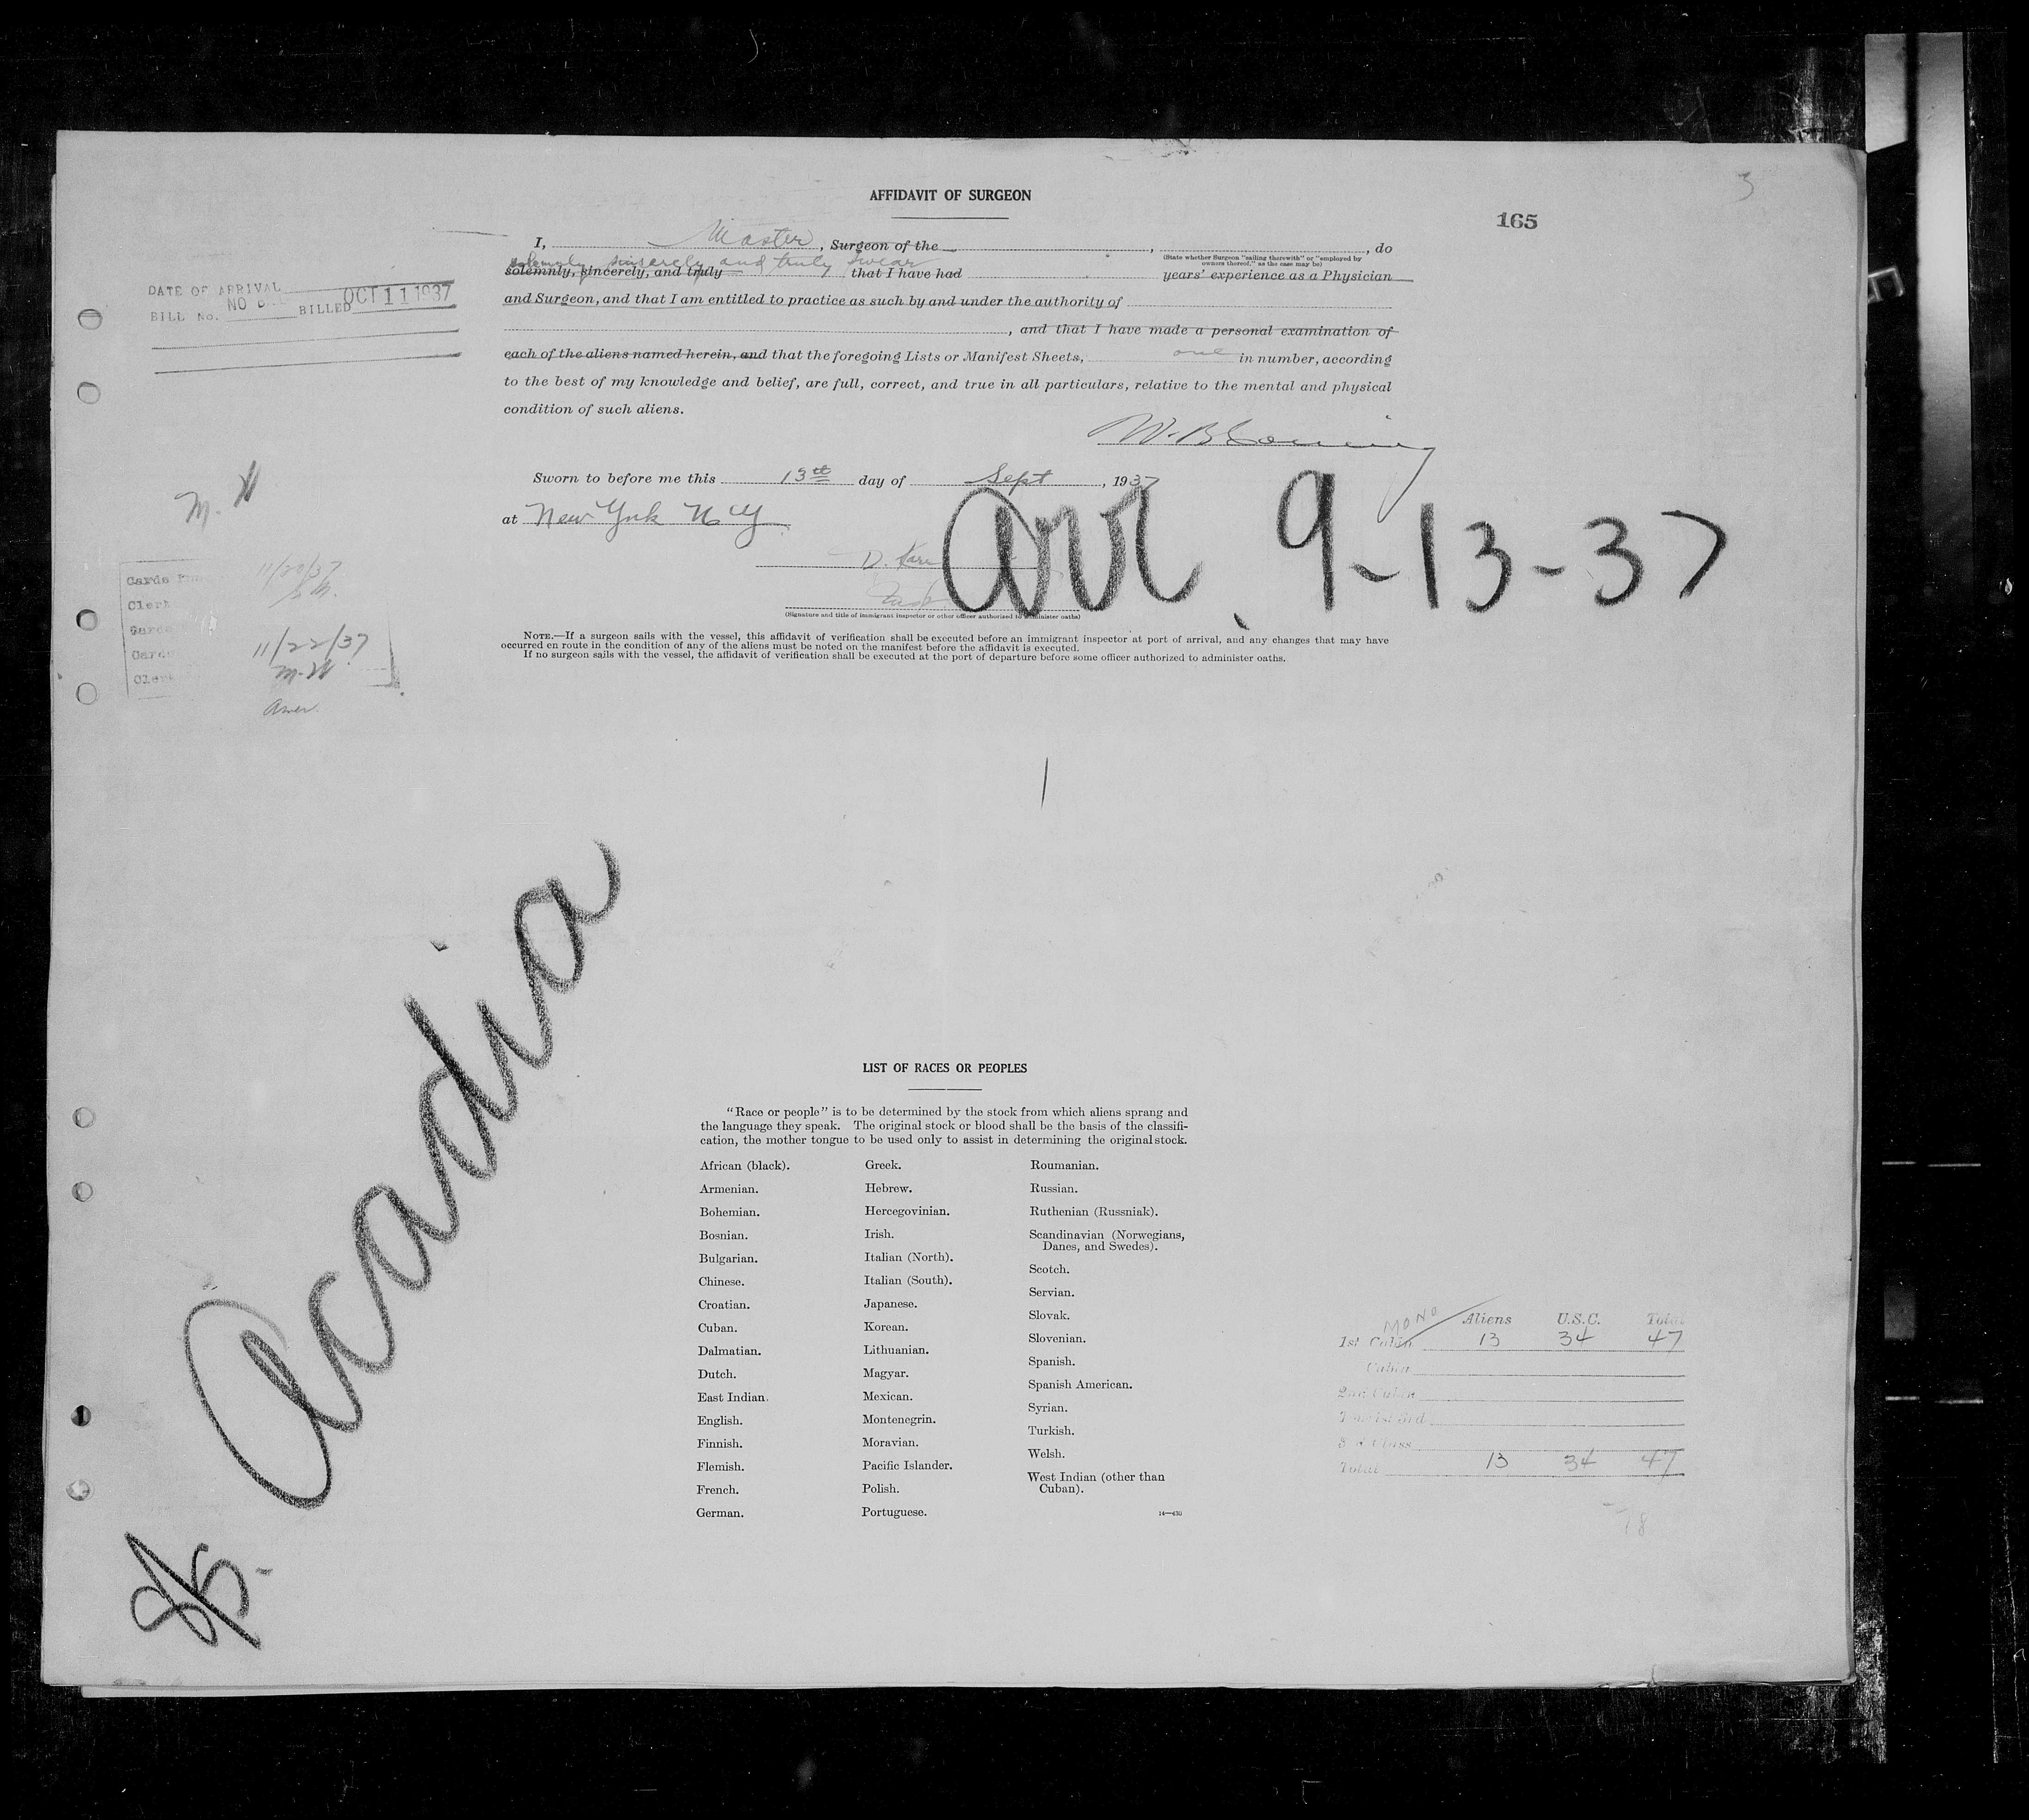 3
165
AFFIDAVIT OF SURGEON
I, Master, Surgeon of the , , do
(State whether Surgeon "sailing therewith" or "employed by
owners thereof," as the case may be)
solemnly sincerely and truly swear
solemnly, sincerely, and truly that I have had years' experience as a Physician
and Surgeon, and that I am entitled to practice as such by and under the authority of
, and that I have made a personal examination of
each of the aliens named herein, and that the foregoing Lists or Manifest Sheets, one in number, according
to the best of my knowledge and belief, are full, correct, and true in all particulars, relative to the mental and physical
condition of such aliens.
Sworn to before me this 13th day of Sept, 1937
at New York N Y
D.
(Signature and title of immigrant inspector or other officer authorized to administer oaths)
arr. 9-13-37
NOTE.—If a surgeon sails with the vessel, this affidavit of verification shall be executed before an immigrant inspector at port of arrival, and any changes that may have
occurred en route in the condition of any of the aliens must be noted on the manifest before the affidavit is executed.
If no surgeon sails with the vessel, the affidavit of verification shall be executed at the port of departure before some officer authorized to administer oaths.
DATE OF ARRIVAL
BILL No. NO BILLED OCT 11 1937
M. W
Cards
11/20/37
Clerk
Cards
11/22/37
Clerk
M-W
Amer.
SS. Acadia
LIST OF RACES OR PEOPLES
"Race or people" is to be determined by the stock from which aliens sprang and
the language they speak. The original stock or blood shall be the basis of the classifi-
cation, the mother tongue to be used only to assist in determining the original stock.
African (black).
Armenian.
Bohemian.
Bosnian.
Bulgarian.
Chinese.
Croatian.
Cuban.
Dalmatian.
Dutch.
East Indian.
English.
Finnish.
Flemish.
French.
German.
Greek.
Hebrew.
Hercegovinian.
Irish.
Italian (North).
Italian (South).
Japanese.
Korean.
Lithuanian.
Magyar.
Mexican.
Montenegrin.
Moravian.
Pacific Islander.
Polish.
Portuguese.
Roumanian.
Russian.
Ruthenian (Russniak).
Scandinavian (Norwegians,
Danes, and Swedes).
Scotch.
Servian.
Slovak.
Slovenian.
Spanish.
Spanish American.
Syrian.
Turkish.
Welsh.
West Indian (other than
Cuban).
14—430
MONO
Aliens U.S.C. Total
1st Cabin 13 34 47
Cabin
2nd Cabin
Tourist 3rd
3rd Class
Total 13 34 47
78